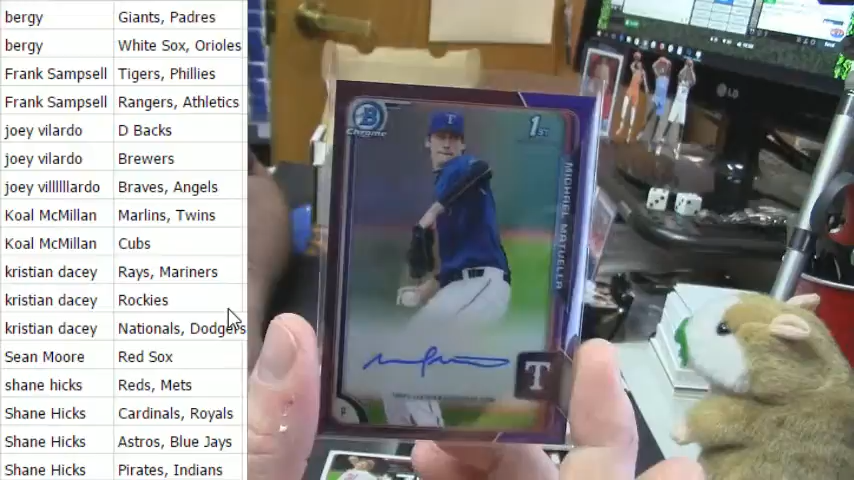 bergy Giants, Padres
bergy White Sox, Orioles
Frank Sampsell Tigers, Phillies
Frank Sampsell Rangers, Athletics
joey vilardo D Backs
joey vilardo Brewers
joey villlllardo Braves, Angels
Koal McMillan Marlins, Twins
Koal McMillan Cubs
kristian dacey Rays, Mariners
kristian dacey Rockies
kristian dacey Nationals, Dodgers
Sean Moore Red Sox
shane hicks Reds, Mets
Shane Hicks Cardinals, Royals
Shane Hicks Astros, Blue Jays
Shane Hicks Pirates, Indians
B
Chrome
1ST
T
MICHAEL MATUELLA
T
LG